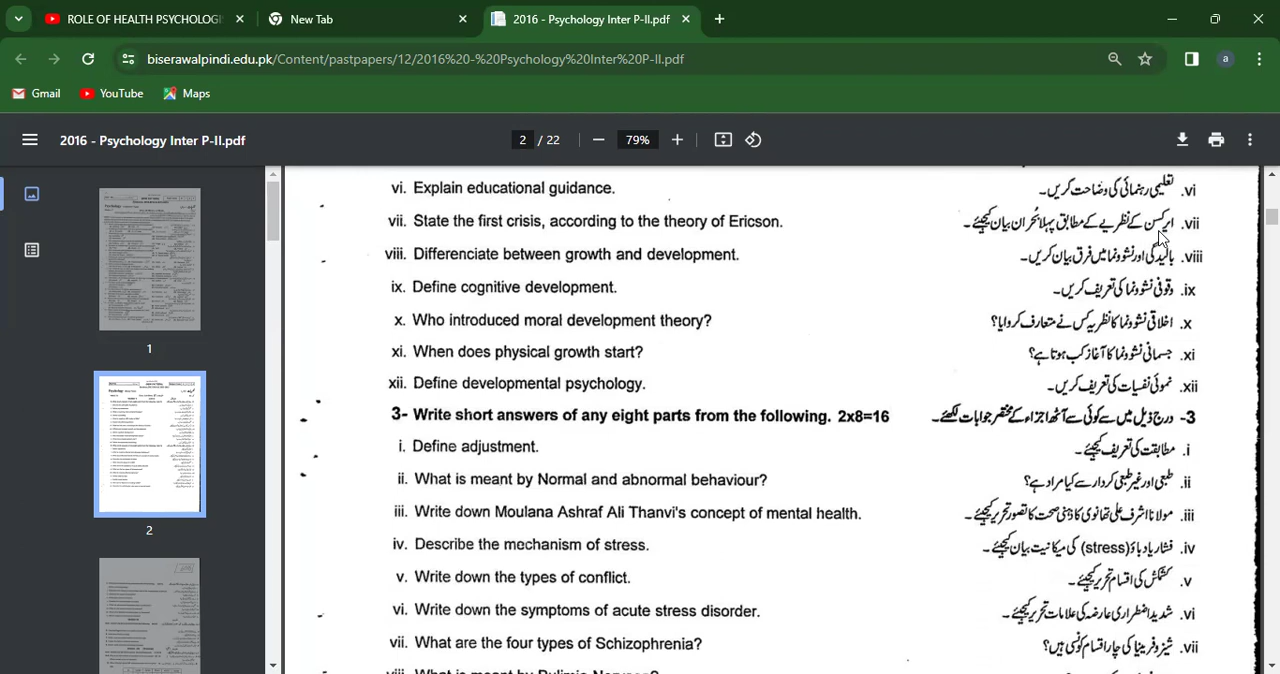 ROLE OF HEALTH PSYCHOLOGI
New Tab
2016 - Psychology Inter P-II.pdf
biserawalpindi.edu.pk/Content/pastpapers/12/2016%20-%20Psychology%20Inter%20P-II.pdf
a
Gmail
YouTube
Maps
2016 - Psychology Inter P-II.pdf
2 / 22
79%
1
2
vi. Explain educational guidance.
vi. تعلیمی رہنمائی کی وضاحت کریں۔
vii. State the first crisis, according to the theory of Ericson.
vii. ایرکسن کے نظریے کے مطابق پہلا بحران بیان کیجئے۔
viii. Differenciate between growth and development.
viii. بالیدگی اور نشوونما میں فرق بیان کریں۔
ix. Define cognitive development.
ix. وقوفی نشوونما کی تعریف کریں۔
x. Who introduced moral development theory?
x. اخلاقی نشوونما کا نظریہ کس نے متعارف کروایا؟
xi. When does physical growth start?
xi. جسمانی نشوونما کا آغاز کب ہوتا ہے؟
xii. Define developmental psychology.
xii. نموئی نفسیات کی تعریف کریں۔
3- Write short answers of any eight parts from the following. 2x8=16
3- درج ذیل میں سے کوئی سے آٹھ اجزاء کے مختصر جوابات لکھئے۔
i. Define adjustment.
i. مطابقت کی تعریف کیجئے۔
ii. What is meant by Normal and abnormal behaviour?
ii. طبعی اور غیر طبعی کردار سے کیا مراد ہے؟
iii. Write down Moulana Ashraf Ali Thanvi's concept of mental health.
iii. مولانا اشرف علی تھانوی کا ذہنی صحت کا تصور تحریر کیجئے۔
iv. Describe the mechanism of stress.
iv. فشار یا دباؤ (stress) کی میکانیت بیان کیجئے۔
v. Write down the types of conflict.
v. کشمکش کی اقسام تحریر کیجئے۔
vi. Write down the symptoms of acute stress disorder.
vi. شدید اضطراری عارضہ کی علامات تحریر کیجئے۔
vii. What are the four types of Schizophrenia?
vii. شیزوفرینیا کی چار اقسام کونسی ہیں؟